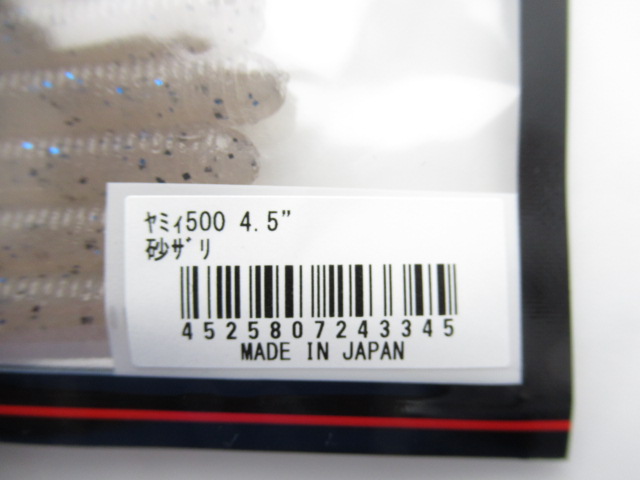 ﾔﾐｨ500 4.5”
砂ｻﾞﾘ
4525807243345
MADE IN JAPAN